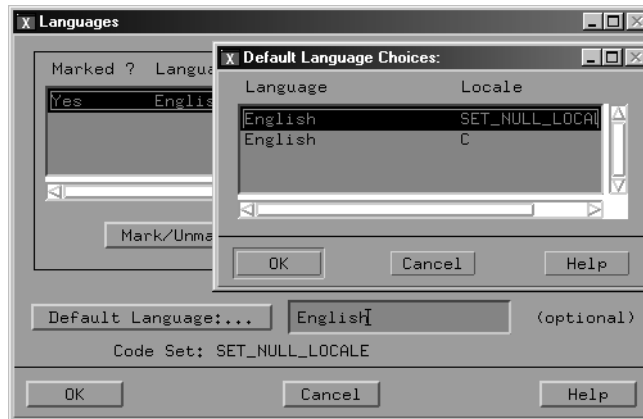 Languages
Marked ?
Yes Englis
Mark/Unma
Default Language Choices:
Language Locale
English SET_NULL_LOCAL
English C
OK Cancel Help
Default Language:... English (optional)
Code Set: SET_NULL_LOCALE
OK Cancel Help